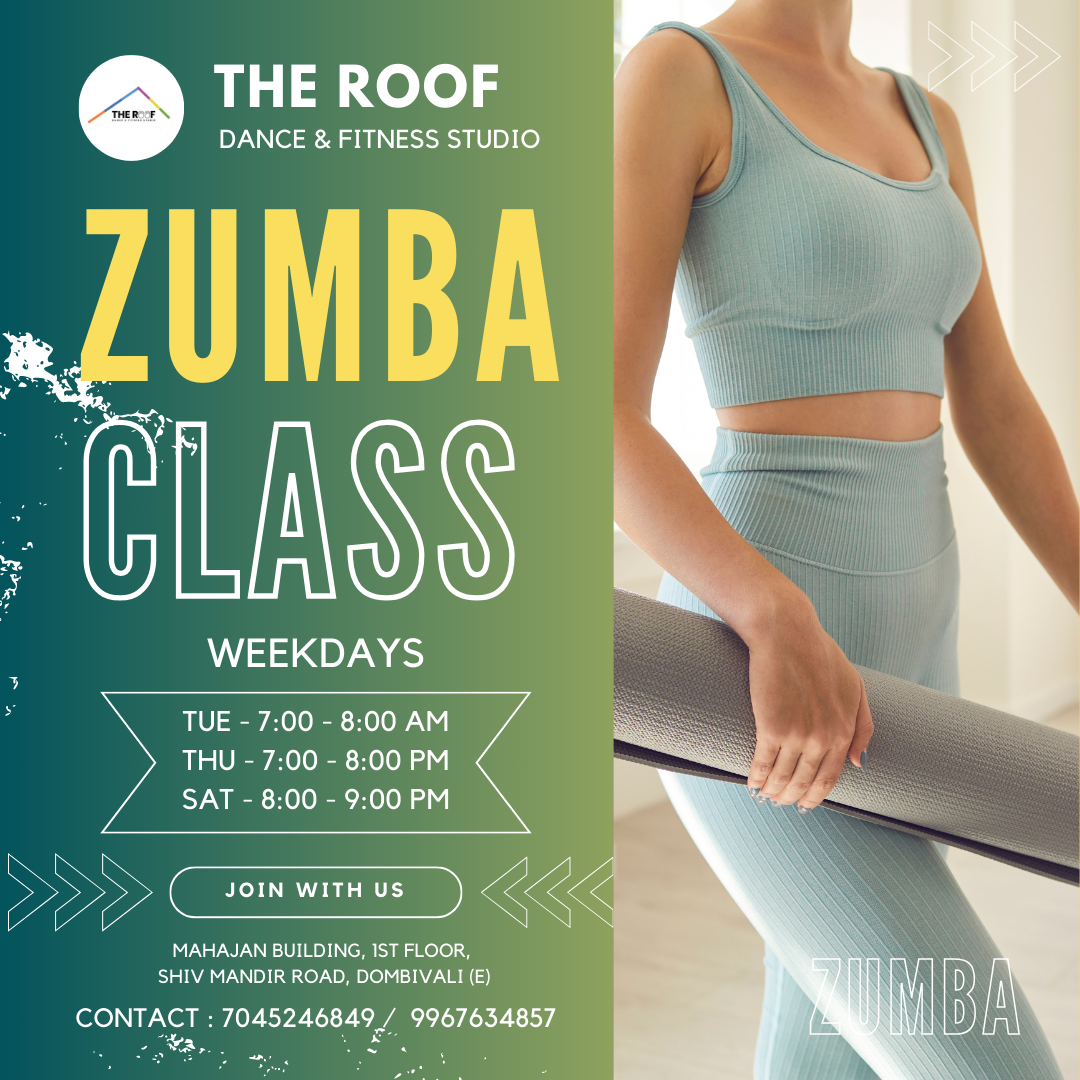 THE ROOF
THE ROOF
DANCE & FITNESS STUDIO
ZUMBA
CLASS
WEEKDAYS
TUE - 7:00 - 8:00 AM
THU - 7:00 - 8:00 PM
SAT - 8:00 - 9:00 PM
JOIN WITH US
MAHAJAN BUILDING, 1ST FLOOR,
SHIV MANDIR ROAD, DOMBIVALI (E)
CONTACT : 7045246849 / 9967634857
ZUMBA